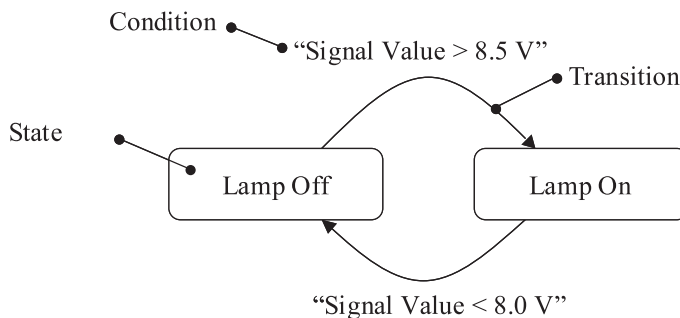 Condition
“Signal Value > 8.5 V”
Transition
State
Lamp Off
Lamp On
“Signal Value < 8.0 V”